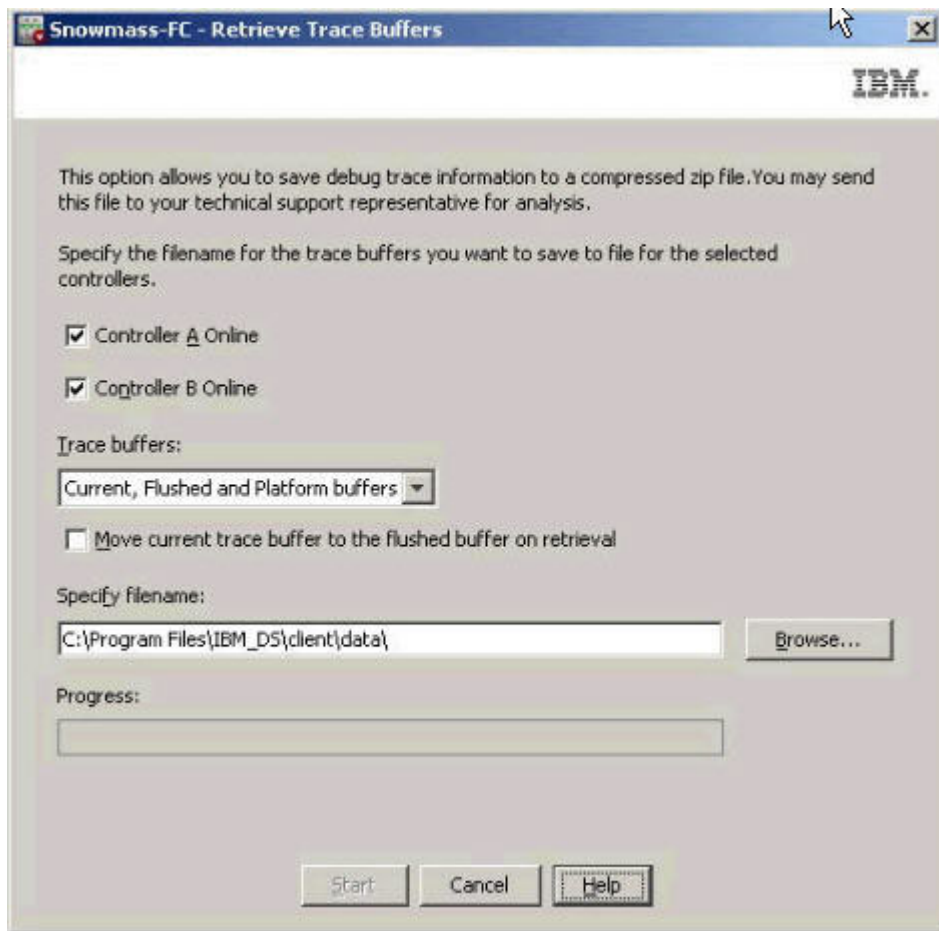 Snowmass-FC - Retrieve Trace Buffers
IBM.
This option allows you to save debug trace information to a compressed zip file.You may send
this file to your technical support representative for analysis.
Specify the filename for the trace buffers you want to save to file for the selected
controllers.
Controller A Online
Controller B Online
Trace buffers:
Current, Flushed and Platform buffers
Move current trace buffer to the flushed buffer on retrieval
Specify filename:
C:\Program Files\IBM_DS\client\data\
Browse...
Progress:
Start Cancel Help